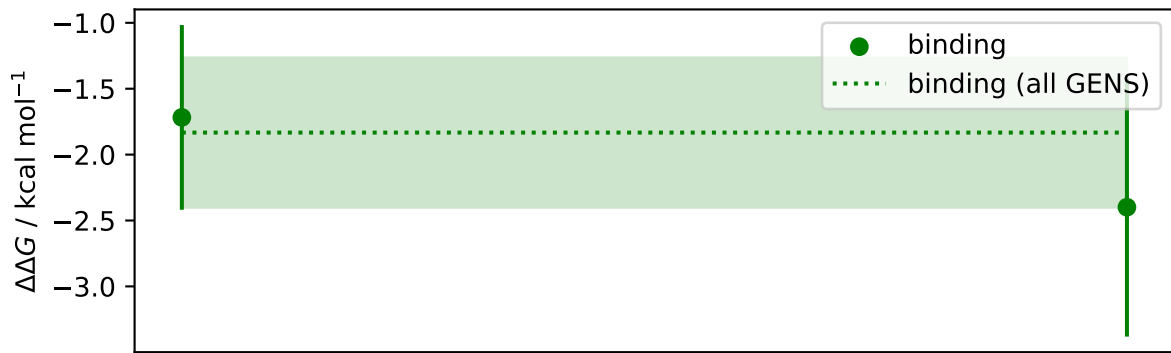 ΔΔG / kcal mol⁻¹
−1.0
−1.5
−2.0
−2.5
−3.0
binding
binding (all GENS)